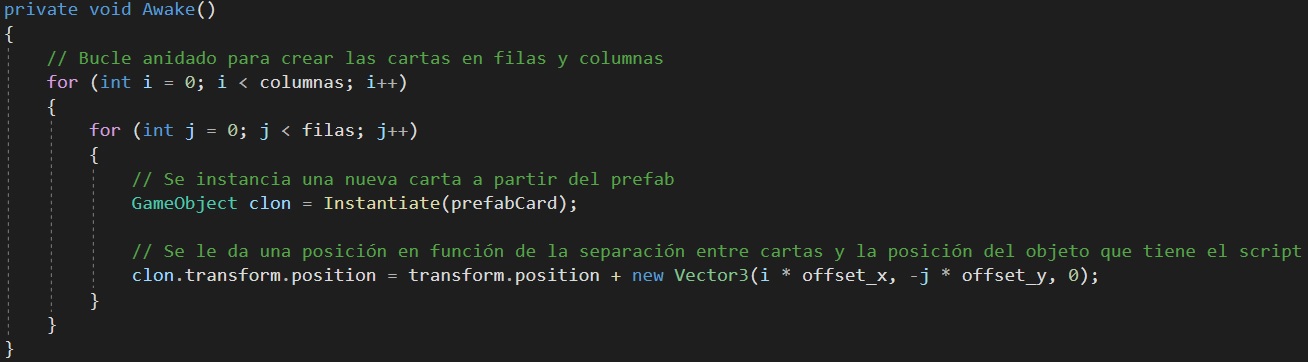 private void Awake()
{
    // Bucle anidado para crear las cartas en filas y columnas
    for (int i = 0; i < columnas; i++)
    {
        for (int j = 0; j < filas; j++)
        {
            // Se instancia una nueva carta a partir del prefab
            GameObject clon = Instantiate(prefabCard);

            // Se le da una posición en función de la separación entre cartas y la posición del objeto que tiene el script
            clon.transform.position = transform.position + new Vector3(i * offset_x, -j * offset_y, 0);
        }
    }
}